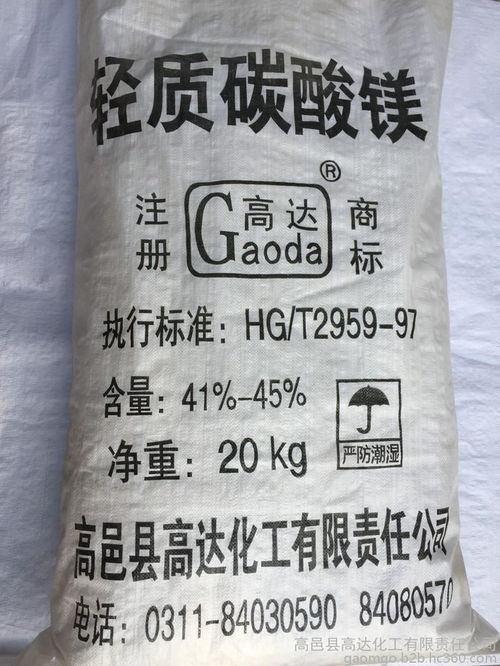 轻质碳酸镁
®
注册 高达 Gaoda 商标
执行标准：HG/T2959-97
含量：41%-45%
净重：20 kg
严防潮湿
高邑县高达化工有限责任公司
电话：0311-84030590 84080570
高邑县高达化工有限责任公司
gaomgo.b2b.hc360.com